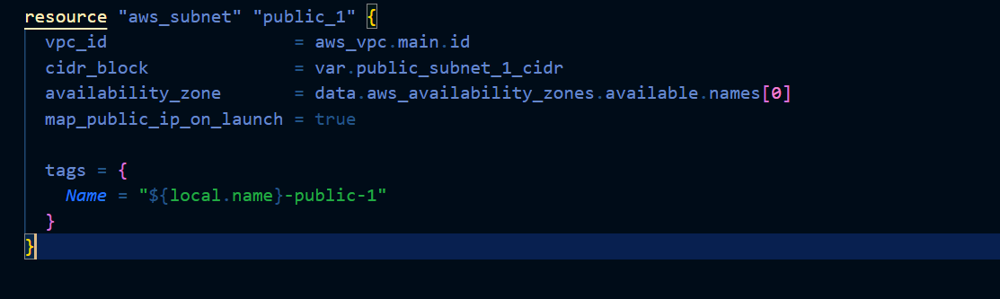 resource "aws_subnet" "public_1" {
  vpc_id                  = aws_vpc.main.id
  cidr_block              = var.public_subnet_1_cidr
  availability_zone       = data.aws_availability_zones.available.names[0]
  map_public_ip_on_launch = true

  tags = {
    Name = "${local.name}-public-1"
  }
}